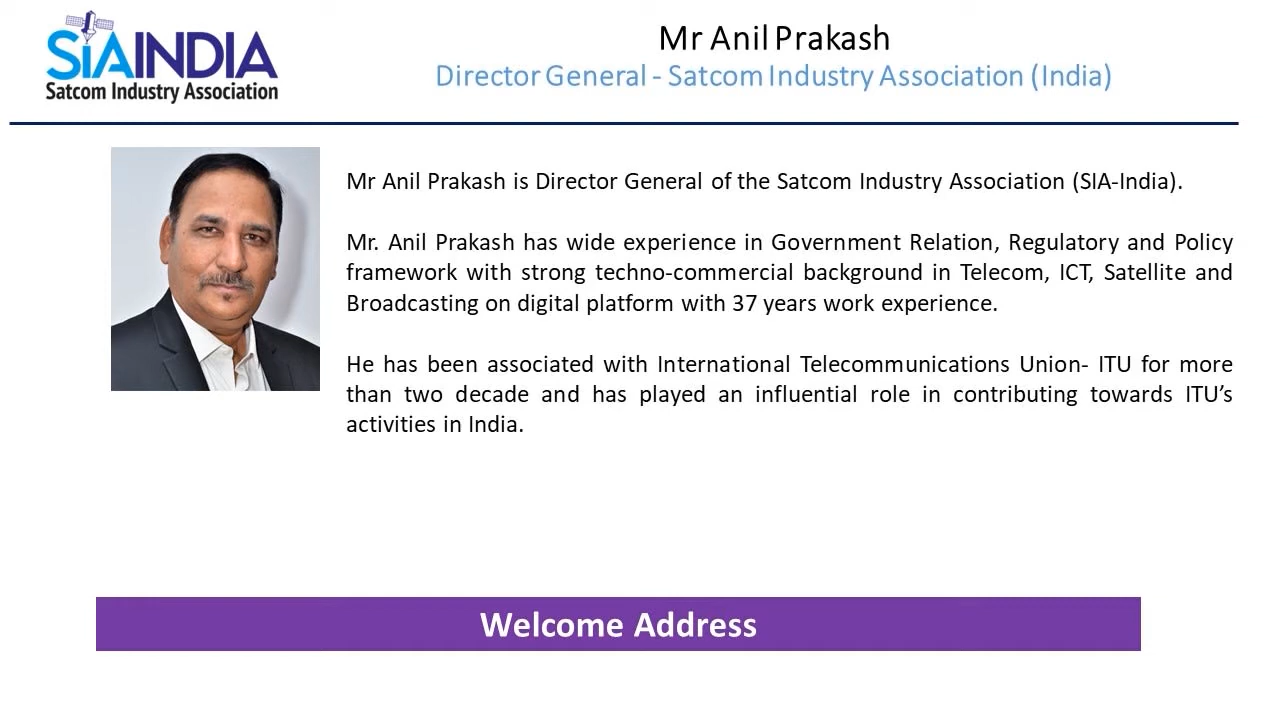 SiAINDIA
Satcom Industry Association
Mr Anil Prakash
Director General - Satcom Industry Association (India)
Mr Anil Prakash is Director General of the Satcom Industry Association (SIA-India).
Mr. Anil Prakash has wide experience in Government Relation, Regulatory and Policy
framework with strong techno-commercial background in Telecom, ICT, Satellite and
Broadcasting on digital platform with 37 years work experience.
He has been associated with International Telecommunications Union- ITU for more
than two decade and has played an influential role in contributing towards ITU’s
activities in India.
Welcome Address